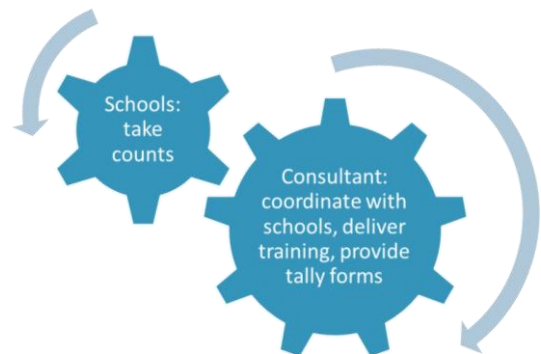 Schools:
take
counts
Consultant:
coordinate with
schools, deliver
training, provide
tally forms